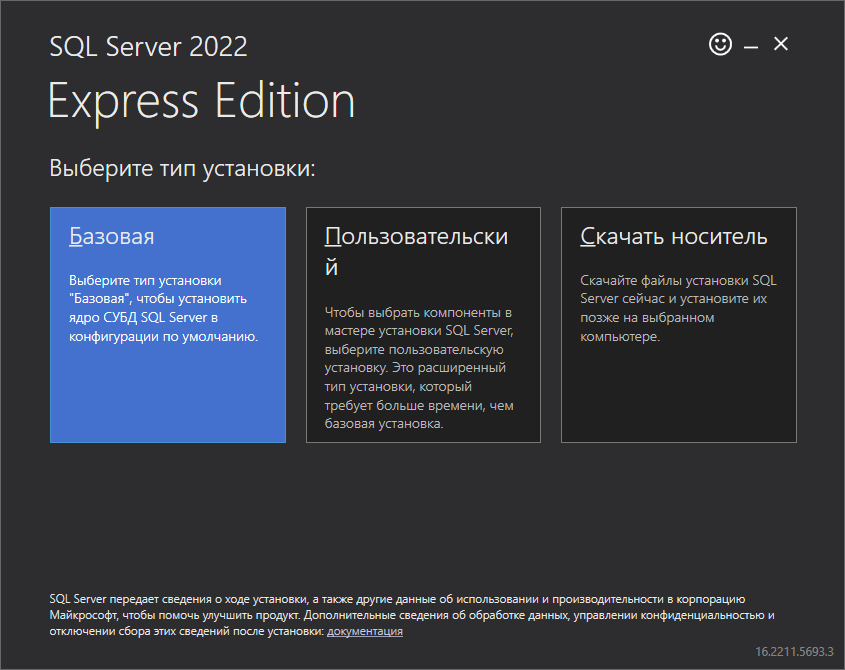 SQL Server 2022
Express Edition
Выберите тип установки:
Базовая
Выберите тип установки
"Базовая", чтобы установить
ядро СУБД SQL Server в
конфигурации по умолчанию.
Пользовательски
й
Чтобы выбрать компоненты в
мастере установки SQL Server,
выберите пользовательскую
установку. Это расширенный
тип установки, который
требует больше времени, чем
базовая установка.
Скачать носитель
Скачайте файлы установки SQL
Server сейчас и установите их
позже на выбранном
компьютере.
SQL Server передает сведения о ходе установки, а также другие данные об использовании и производительности в корпорацию
Майкрософт, чтобы помочь улучшить продукт. Дополнительные сведения об обработке данных, управлении конфиденциальностью и
отключении сбора этих сведений после установки: документация
16.2211.5693.3